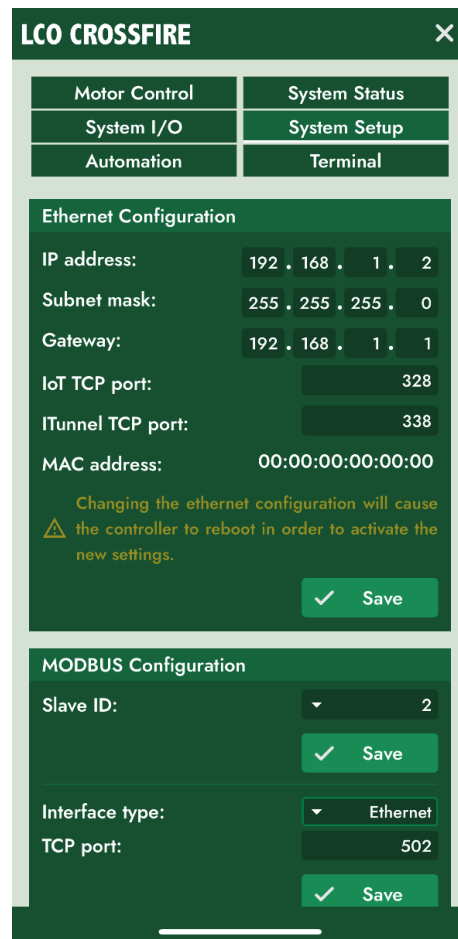 LCO CROSSFIRE
Motor Control System Status
System I/O System Setup
Automation Terminal
Ethernet Configuration
IP address: 192 . 168 . 1 . 2
Subnet mask: 255 . 255 . 255 . 0
Gateway: 192 . 168 . 1 . 1
IoT TCP port: 328
ITunnel TCP port: 338
MAC address: 00:00:00:00:00:00
Changing the ethernet configuration will cause
the controller to reboot in order to activate the
new settings.
Save
MODBUS Configuration
Slave ID: 2
Save
Interface type: Ethernet
TCP port: 502
Save